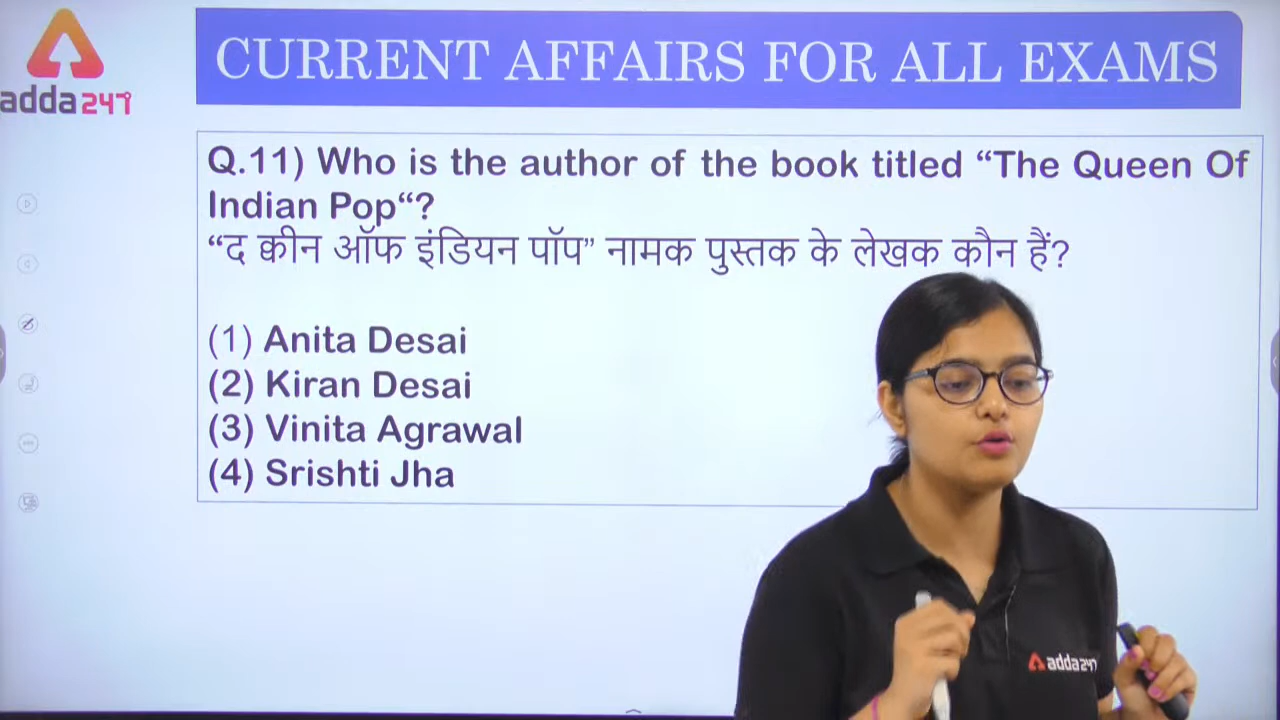 adda247
CURRENT AFFAIRS FOR ALL EXAMS
Q.11) Who is the author of the book titled “The Queen Of
Indian Pop“?
“द क्वीन ऑफ इंडियन पॉप” नामक पुस्तक के लेखक कौन हैं?
(1) Anita Desai
(2) Kiran Desai
(3) Vinita Agrawal
(4) Srishti Jha
adda247